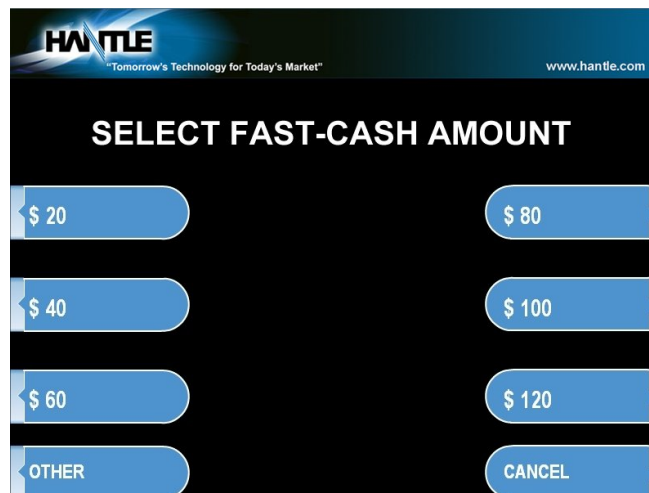 HANTLE
"Tomorrow's Technology for Today's Market"
www.hantle.com
SELECT FAST-CASH AMOUNT
$ 20
$ 80
$ 40
$ 100
$ 60
$ 120
OTHER
CANCEL